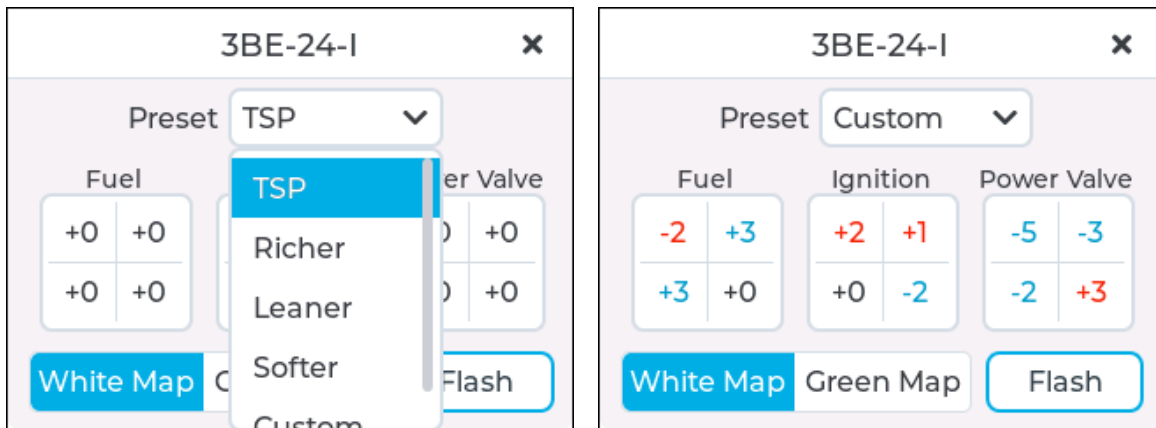 3BE-24-I ×
Preset TSP
Fuel
er Valve
+0 +0
+0
+0 +0
+0
TSP
Richer
Leaner
Softer
Custom
White Map
Flash
3BE-24-I ×
Preset Custom
Fuel Ignition Power Valve
-2 +3 +2 +1 -5 -3
+3 +0 +0 -2 -2 +3
White Map Green Map Flash